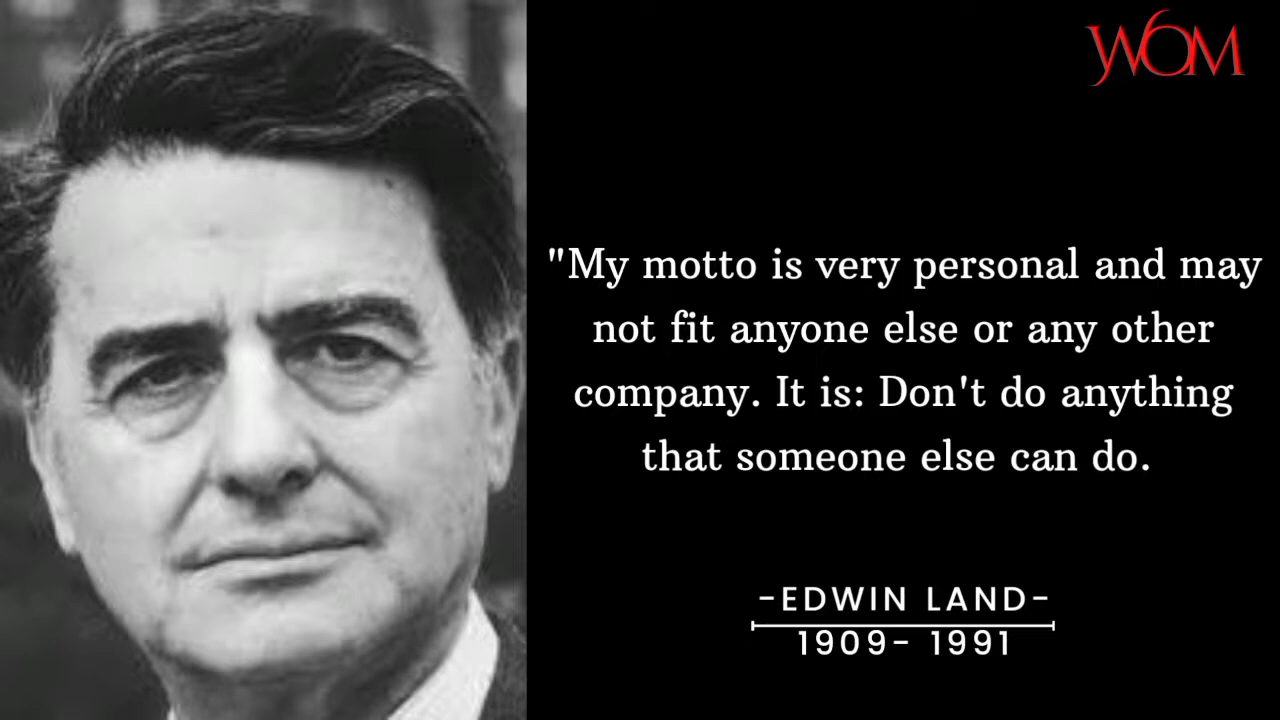 WOM
"My motto is very personal and may
not fit anyone else or any other
company. It is: Don't do anything
that someone else can do.
-EDWIN LAND-
1909- 1991